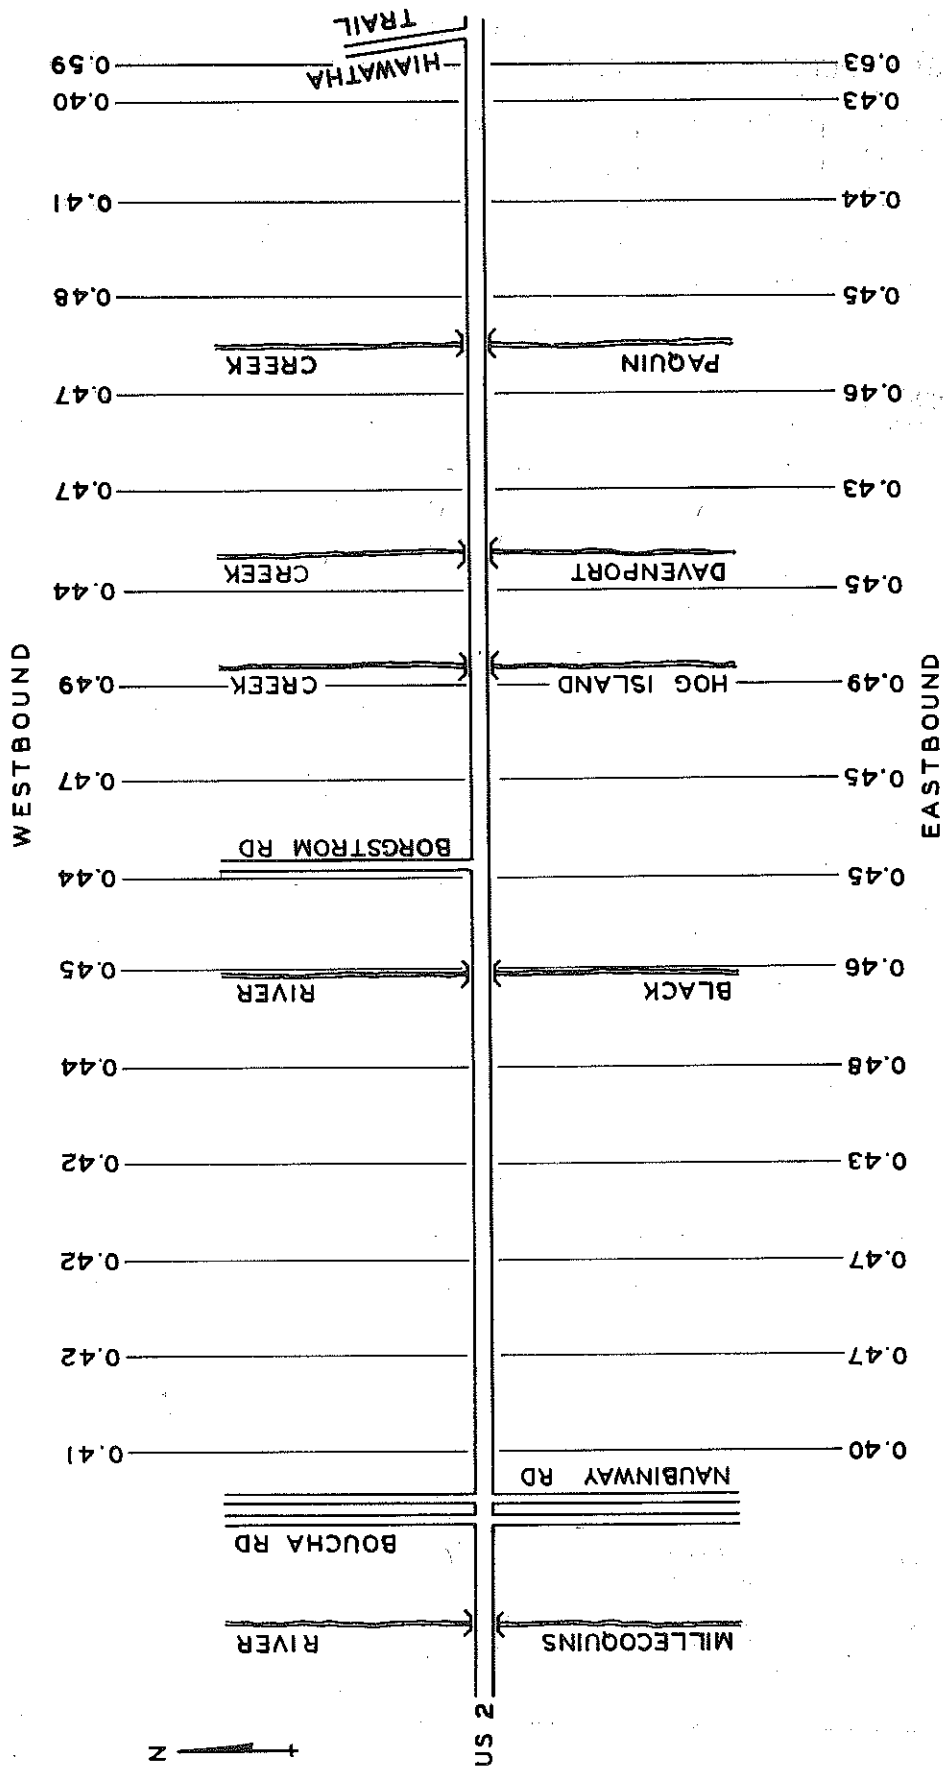 N
US 2
MILLECOQUINS RIVER
BOUCHA RD
NAUBINWAY RD
0.40 0.41
0.47 0.42
0.47 0.42
0.43 0.42
0.48 0.44
BLACK RIVER
0.46 0.45
0.45 0.44
BORGSTROM RD
0.45 0.47
EASTBOUND
WESTBOUND
0.49 HOG ISLAND CREEK 0.49
0.45 0.44
DAVENPORT CREEK
0.43 0.47
0.46 0.47
PAQUIN CREEK
0.45 0.48
0.44 0.41
0.43 0.40
0.63 0.59
HIAWATHA
TRAIL